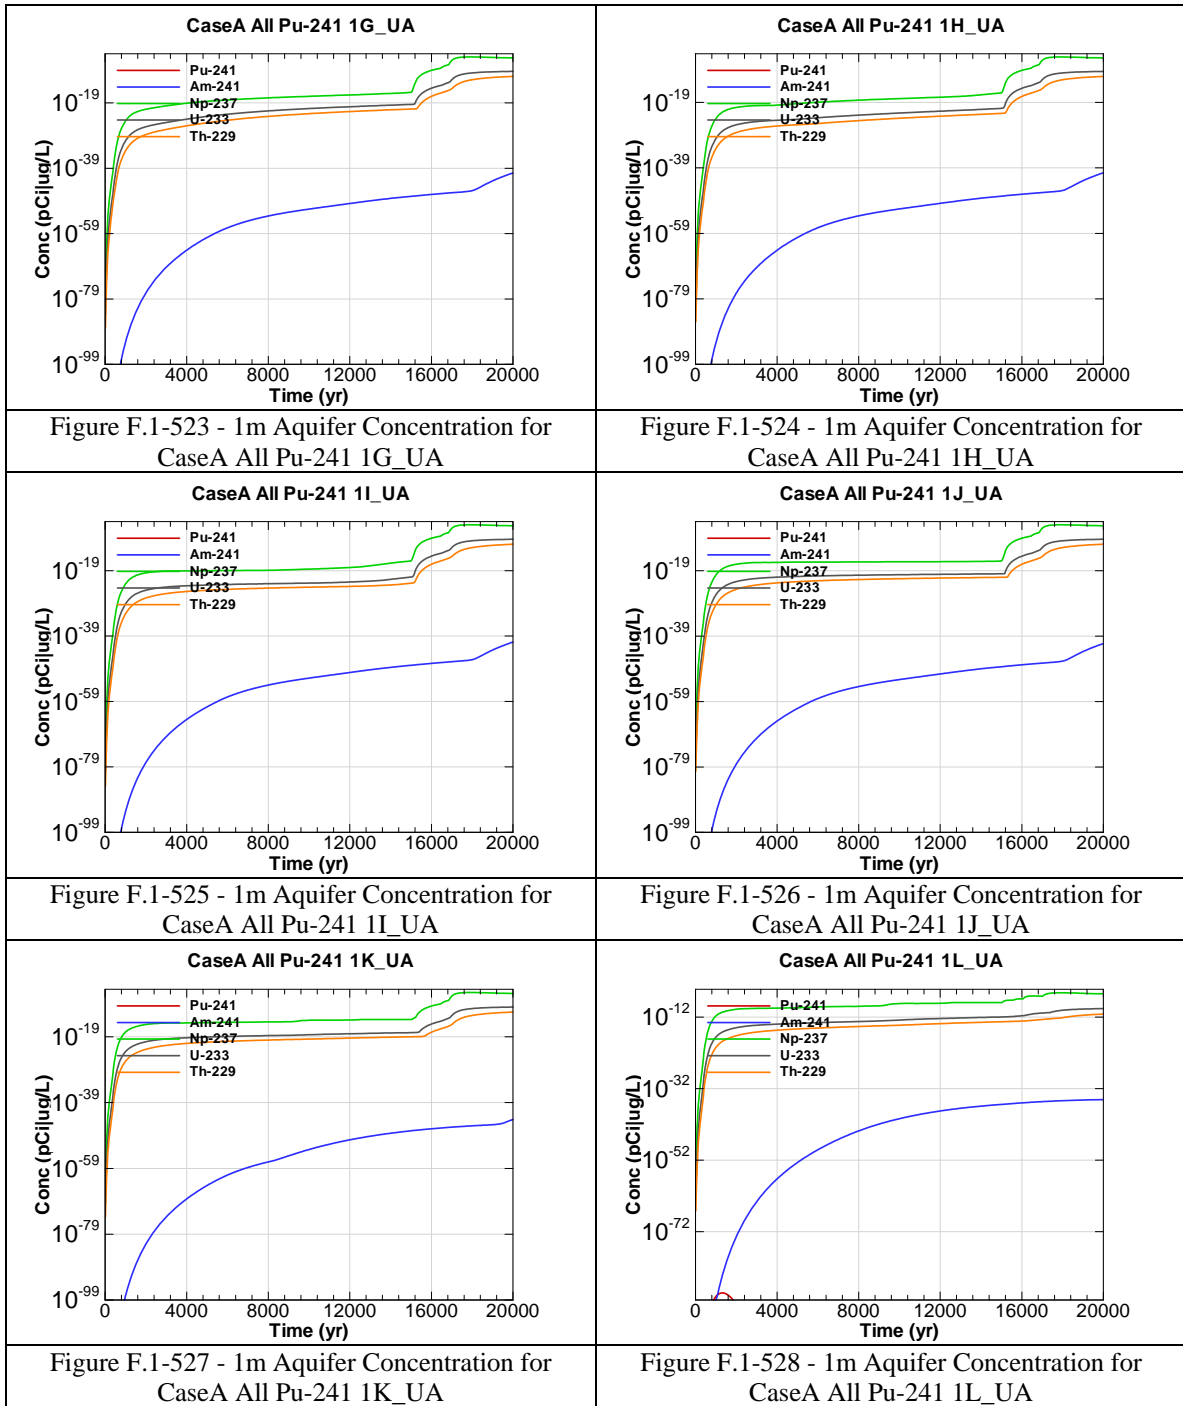 CaseA All Pu-241 1G_UA
Pu-241
Am-241
Np-237
U-233
Th-229
Conc (pCi|ug/L)
10-19
10-39
10-59
10-79
10-99
0 4000 8000 12000 16000 20000
Time (yr)
Figure F.1-523 - 1m Aquifer Concentration for
CaseA All Pu-241 1G_UA
CaseA All Pu-241 1H_UA
Pu-241
Am-241
Np-237
U-233
Th-229
Conc (pCi|ug/L)
10-19
10-39
10-59
10-79
10-99
0 4000 8000 12000 16000 20000
Time (yr)
Figure F.1-524 - 1m Aquifer Concentration for
CaseA All Pu-241 1H_UA
CaseA All Pu-241 1I_UA
Pu-241
Am-241
Np-237
U-233
Th-229
Conc (pCi|ug/L)
10-19
10-39
10-59
10-79
10-99
0 4000 8000 12000 16000 20000
Time (yr)
Figure F.1-525 - 1m Aquifer Concentration for
CaseA All Pu-241 1I_UA
CaseA All Pu-241 1J_UA
Pu-241
Am-241
Np-237
U-233
Th-229
Conc (pCi|ug/L)
10-19
10-39
10-59
10-79
10-99
0 4000 8000 12000 16000 20000
Time (yr)
Figure F.1-526 - 1m Aquifer Concentration for
CaseA All Pu-241 1J_UA
CaseA All Pu-241 1K_UA
Pu-241
Am-241
Np-237
U-233
Th-229
Conc (pCi|ug/L)
10-19
10-39
10-59
10-79
10-99
0 4000 8000 12000 16000 20000
Time (yr)
Figure F.1-527 - 1m Aquifer Concentration for
CaseA All Pu-241 1K_UA
CaseA All Pu-241 1L_UA
Pu-241
Am-241
Np-237
U-233
Th-229
Conc (pCi|ug/L)
10-12
10-32
10-52
10-72
0 4000 8000 12000 16000 20000
Time (yr)
Figure F.1-528 - 1m Aquifer Concentration for
CaseA All Pu-241 1L_UA